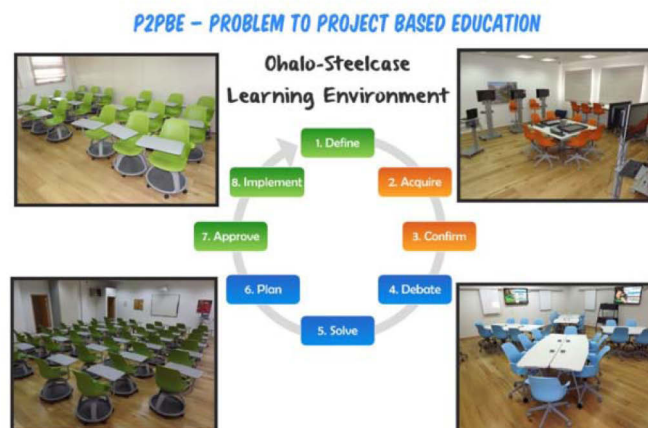 P2PBE – PROBLEM TO PROJECT BASED EDUCATION
Ohalo-Steelcase
Learning Environment
1. Define
2. Acquire
3. Confirm
4. Debate
5. Solve
6. Plan
7. Approve
8. Implement